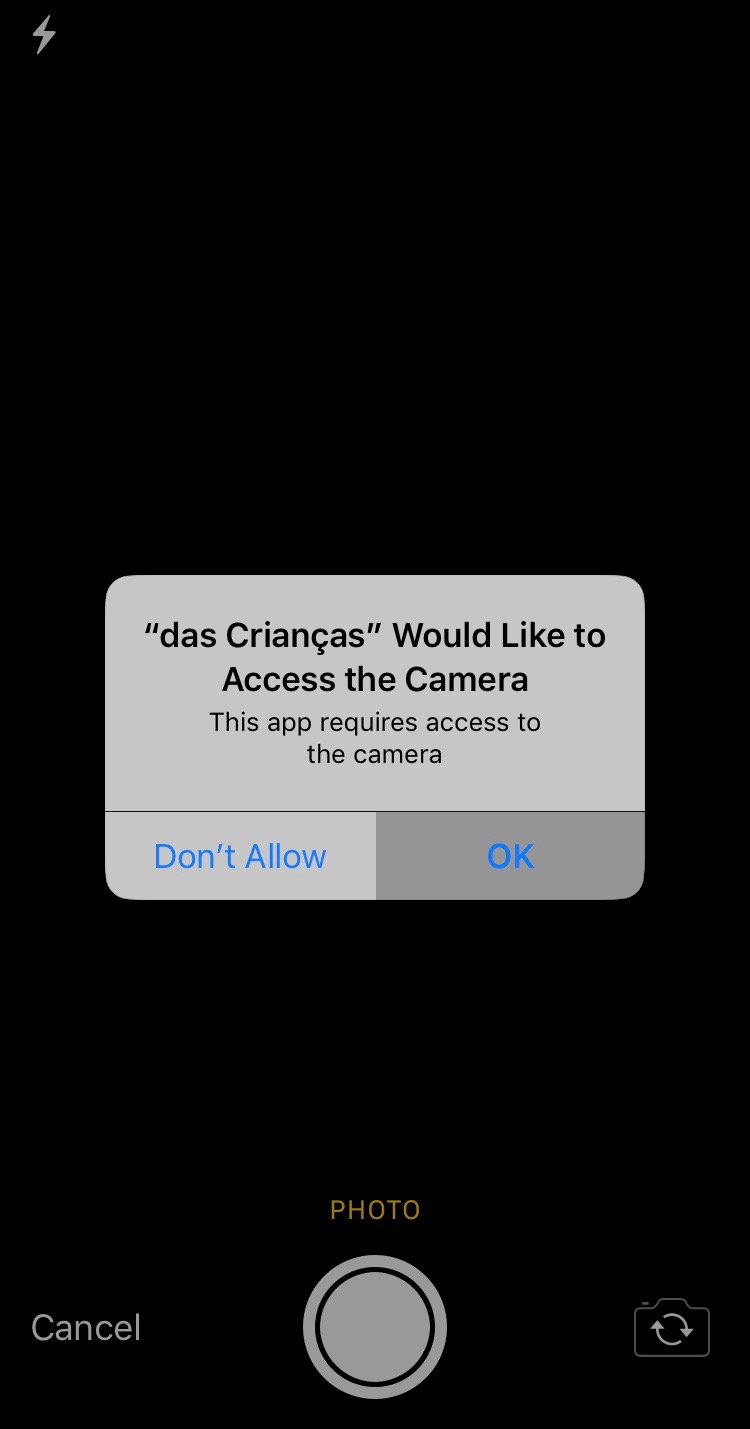 “das Crianças” Would Like to
Access the Camera
This app requires access to
the camera
Don’t Allow
OK
PHOTO
Cancel